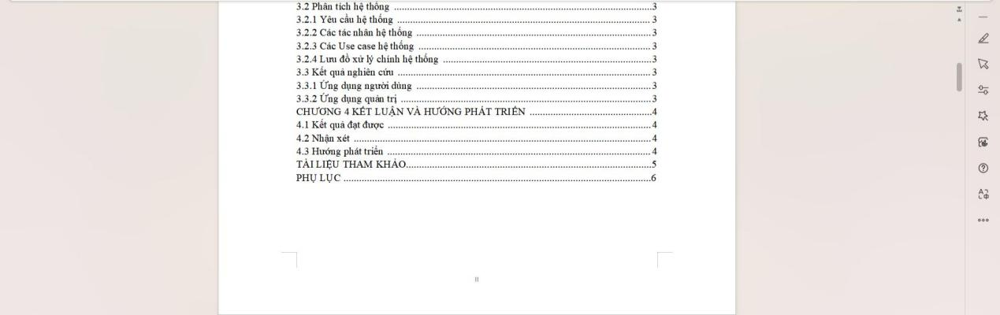 3.2 Phân tích hệ thống ........ 3
3.2.1 Yêu cầu hệ thống ........ 3
3.2.2 Các tác nhân hệ thống ........ 3
3.2.3 Các Use case hệ thống ........ 3
3.2.4 Lưu đồ xử lý chính hệ thống ........ 3
3.3 Kết quả nghiên cứu ........ 3
3.3.1 Ứng dụng người dùng ........ 3
3.3.2 Ứng dụng quản trị ........ 3
CHƯƠNG 4 KẾT LUẬN VÀ HƯỚNG PHÁT TRIỂN ........ 4
4.1 Kết quả đạt được ........ 4
4.2 Nhận xét ........ 4
4.3 Hướng phát triển ........ 4
TÀI LIỆU THAM KHẢO ........ 5
PHỤ LỤC ........ 6
II